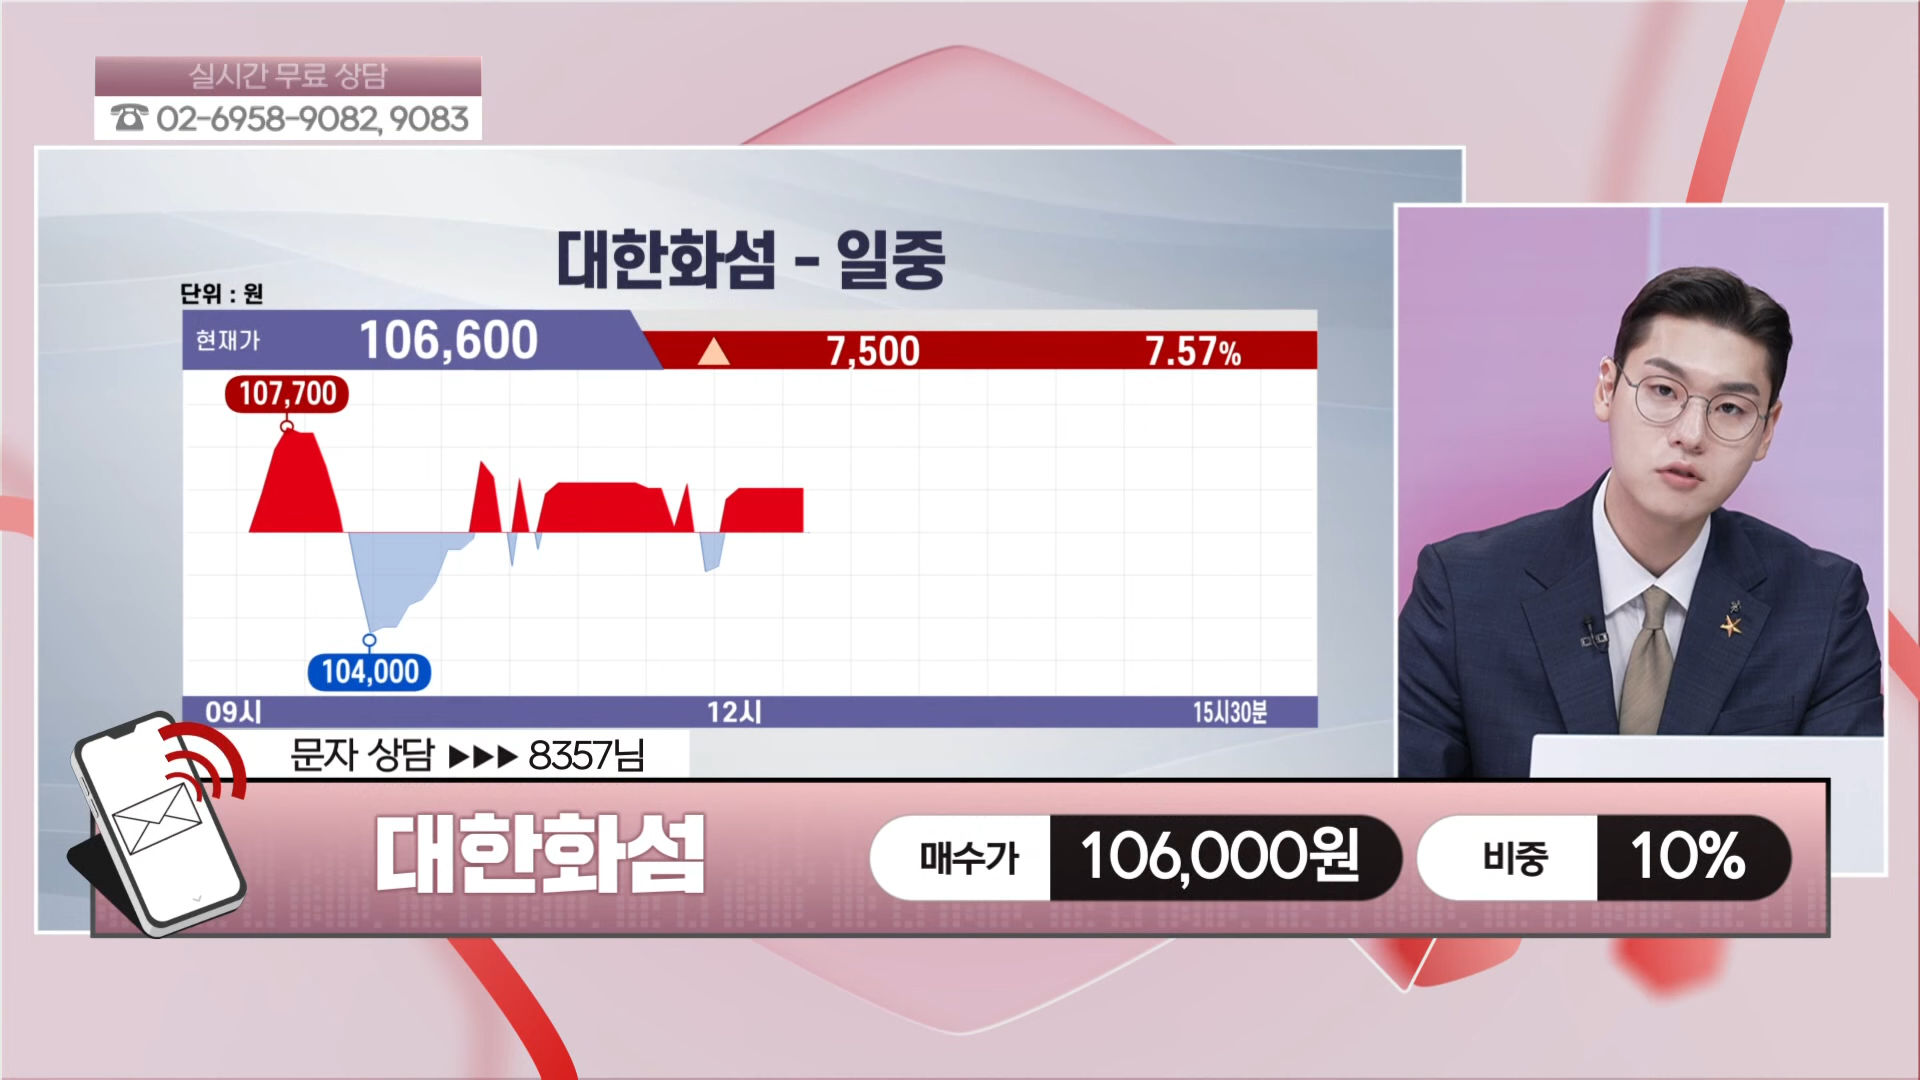 실시간 무료 상담
☎ 02-6958-9082, 9083
대한화섬 - 일중
단위 : 원
현재가 106,600 ▲ 7,500 7.57%
107,700
104,000
09시 12시 15시30분
문자 상담 ▶▶▶ 8357님
대한화섬 매수가 106,000원 비중 10%